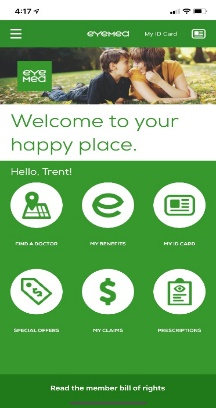 4:17
eyemed
My ID Card
eye
med
Welcome to your
happy place.
Hello, Trent!
FIND A DOCTOR
MY BENEFITS
MY ID CARD
SPECIAL OFFERS
MY CLAIMS
PRESCRIPTIONS
Read the member bill of rights